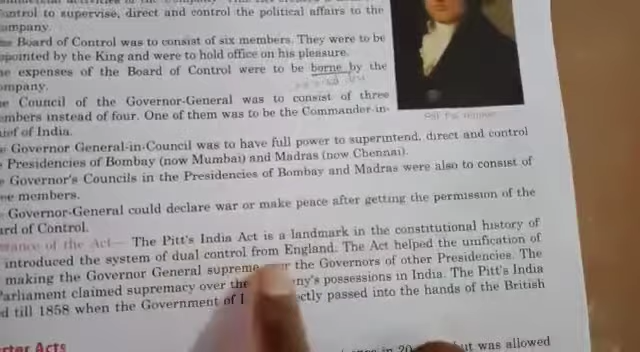 control to supervise, direct and control the political affairs to the
Company.
Board of Control was to consist of six members. They were to be
appointed by the King and were to hold office on his pleasure.
expenses of the Board of Control were to be borne by the
Company.
Council of the Governor-General was to consist of three
members instead of four. One of them was to be the Commander-in-
of India.
Governor General-in-Council was to have full power to superintend, direct and control
Presidencies of Bombay (now Mumbai) and Madras (now Chennai).
Governor's Councils in the Presidencies of Bombay and Madras were also to consist of
members.
Governor-General could declare war or make peace after getting the permission of the
of Control.
of the Act— The Pitt's India Act is a landmark in the constitutional history of
introduced the system of dual control from England. The Act helped the unification of
making the Governor General supreme the Governors of other Presidencies. The
Parliament claimed supremacy over the possessions in India. The Pitt's India
till 1858 when the Government of passed into the hands of the British
Acts
in was allowed